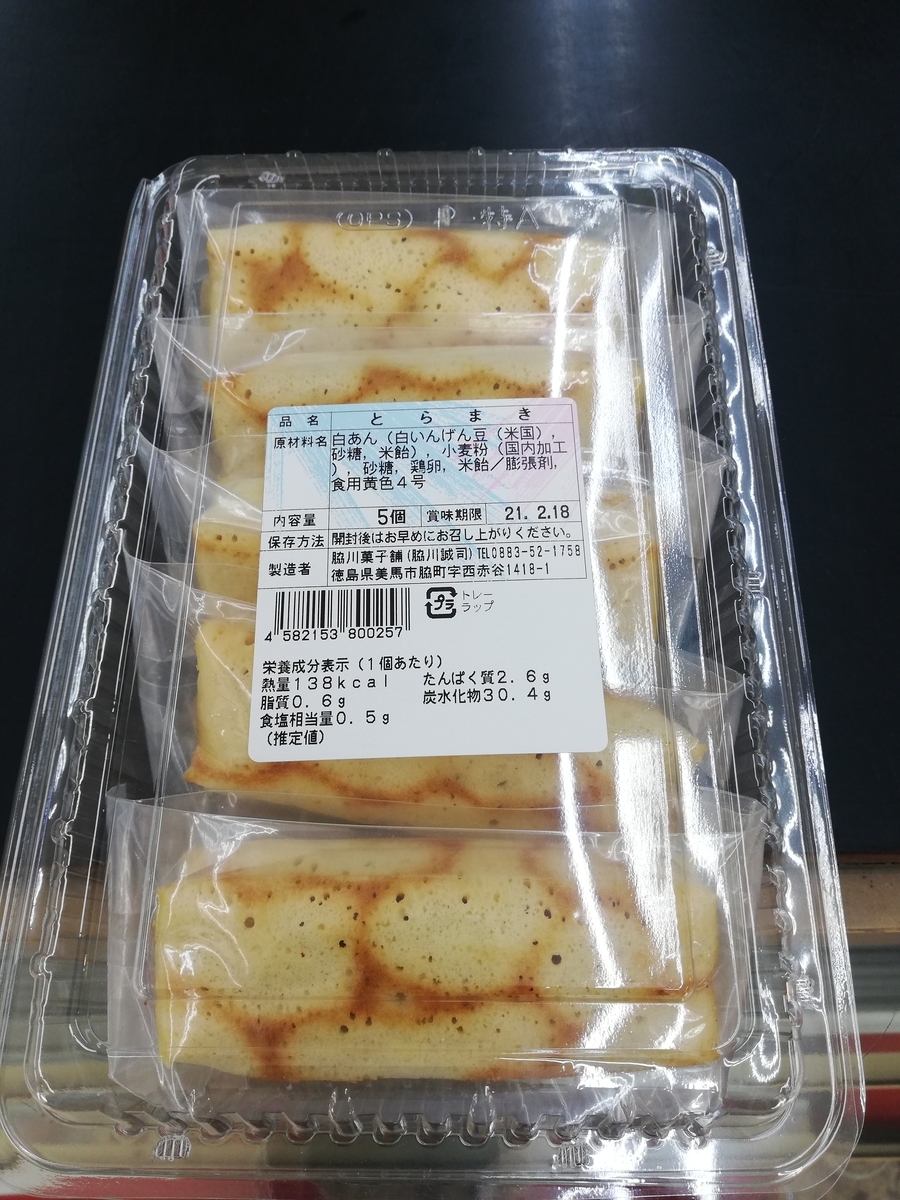 (OPS) P ・特A
品名 とらまき
原材料名 白あん（白いんげん豆（米国），
砂糖，米飴），小麦粉（国内加工
），砂糖，鶏卵，米飴／膨張剤，
食用黄色４号
内容量 5個 賞味期限 21. 2.18
保存方法 開封後はお早めにお召し上がりください。
製造者 脇川菓子舗(脇川誠司)TEL0883-52-1758
徳島県美馬市脇町字西赤谷1418-1
プラ トレー
ラップ
4 582153 800257
栄養成分表示（１個あたり）
熱量１３８ｋｃａｌ たんぱく質２．６ｇ
脂質０．６ｇ 炭水化物３０．４ｇ
食塩相当量０．５ｇ
（推定値）